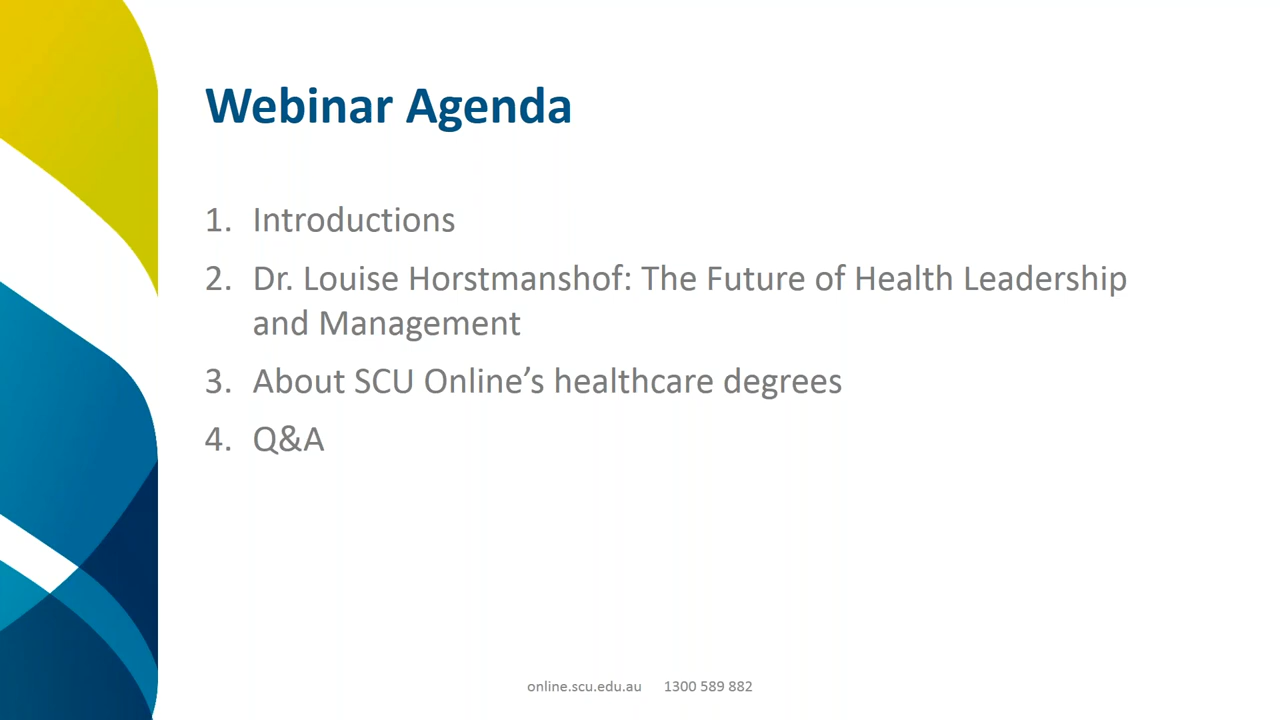 Webinar Agenda
1. Introductions
2. Dr. Louise Horstmanshof: The Future of Health Leadership
and Management
3. About SCU Online’s healthcare degrees
4. Q&A
online.scu.edu.au 1300 589 882